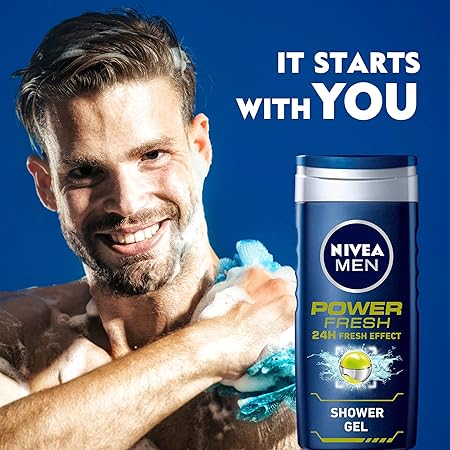 IT STARTS
WITH YOU
NIVEA
MEN
POWER
FRESH
24H FRESH EFFECT
SHOWER
GEL